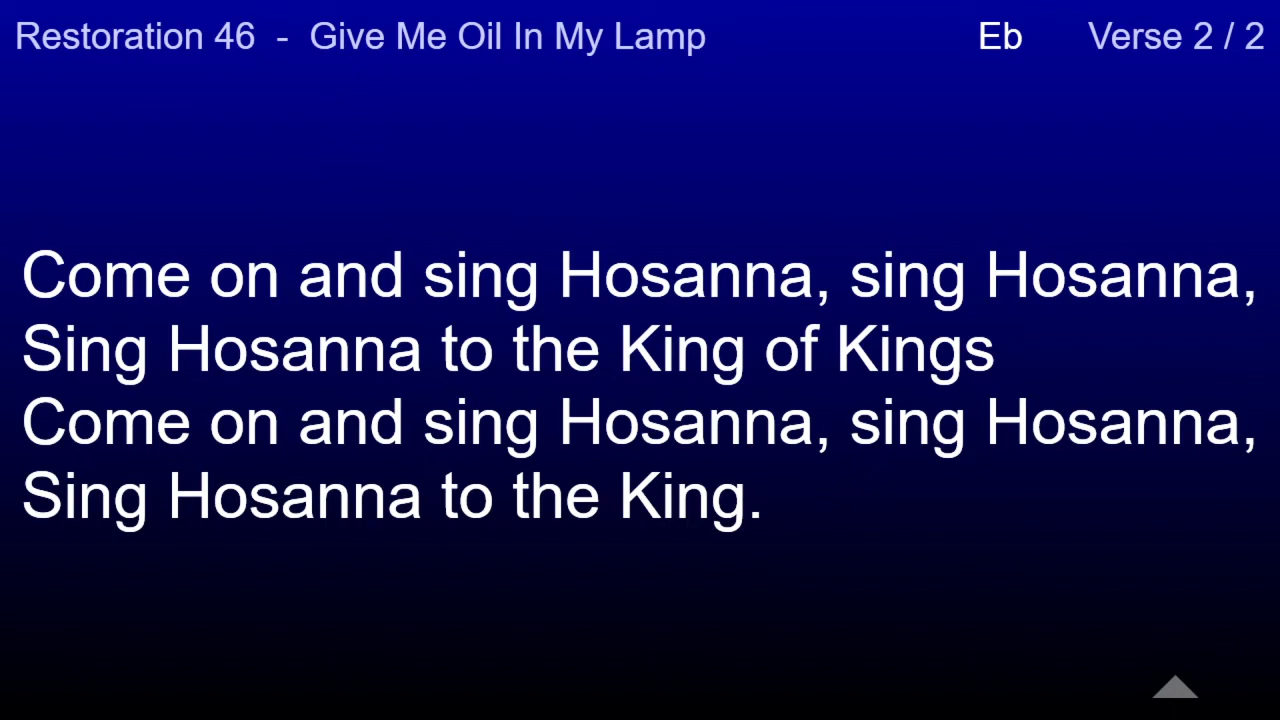 Restoration 46 - Give Me Oil In My Lamp Eb Verse 2 / 2
Come on and sing Hosanna, sing Hosanna,
Sing Hosanna to the King of Kings
Come on and sing Hosanna, sing Hosanna,
Sing Hosanna to the King.